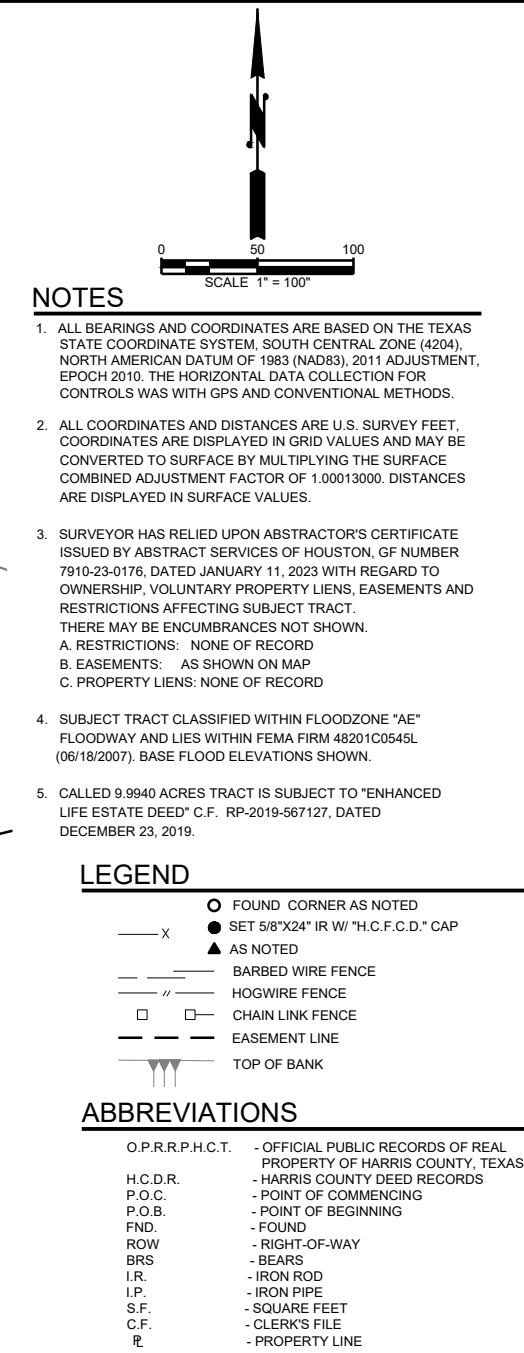 N
0 50 100
SCALE 1" = 100"
NOTES
1. ALL BEARINGS AND COORDINATES ARE BASED ON THE TEXAS
STATE COORDINATE SYSTEM, SOUTH CENTRAL ZONE (4204),
NORTH AMERICAN DATUM OF 1983 (NAD83), 2011 ADJUSTMENT,
EPOCH 2010. THE HORIZONTAL DATA COLLECTION FOR
CONTROLS WAS WITH GPS AND CONVENTIONAL METHODS.
2. ALL COORDINATES AND DISTANCES ARE U.S. SURVEY FEET,
COORDINATES ARE DISPLAYED IN GRID VALUES AND MAY BE
CONVERTED TO SURFACE BY MULTIPLYING THE SURFACE
COMBINED ADJUSTMENT FACTOR OF 1.00013000. DISTANCES
ARE DISPLAYED IN SURFACE VALUES.
3. SURVEYOR HAS RELIED UPON ABSTRACTOR'S CERTIFICATE
ISSUED BY ABSTRACT SERVICES OF HOUSTON, GF NUMBER
7910-23-0176, DATED JANUARY 11, 2023 WITH REGARD TO
OWNERSHIP, VOLUNTARY PROPERTY LIENS, EASEMENTS AND
RESTRICTIONS AFFECTING SUBJECT TRACT.
THERE MAY BE ENCUMBRANCES NOT SHOWN.
A. RESTRICTIONS: NONE OF RECORD
B. EASEMENTS: AS SHOWN ON MAP
C. PROPERTY LIENS: NONE OF RECORD
4. SUBJECT TRACT CLASSIFIED WITHIN FLOODZONE "AE"
FLOODWAY AND LIES WITHIN FEMA FIRM 48201C0545L
(06/18/2007). BASE FLOOD ELEVATIONS SHOWN.
5. CALLED 9.9940 ACRES TRACT IS SUBJECT TO "ENHANCED
LIFE ESTATE DEED" C.F. RP-2019-567127, DATED
DECEMBER 23, 2019.
LEGEND
FOUND CORNER AS NOTED
X SET 5/8"X24" IR W/ "H.C.F.C.D." CAP
AS NOTED
BARBED WIRE FENCE
// HOGWIRE FENCE
CHAIN LINK FENCE
EASEMENT LINE
TOP OF BANK
ABBREVIATIONS
O.P.R.R.P.H.C.T. - OFFICIAL PUBLIC RECORDS OF REAL
PROPERTY OF HARRIS COUNTY, TEXAS
H.C.D.R. - HARRIS COUNTY DEED RECORDS
P.O.C. - POINT OF COMMENCING
P.O.B. - POINT OF BEGINNING
FND. - FOUND
ROW - RIGHT-OF-WAY
BRS - BEARS
I.R. - IRON ROD
I.P. - IRON PIPE
S.F. - SQUARE FEET
C.F. - CLERK'S FILE
℄ - PROPERTY LINE